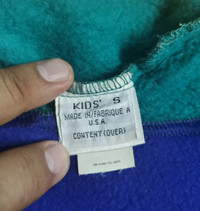 KIDS' S
MADE IN/FABRIQUE A
U.S.A.
CONTENT (OVER)